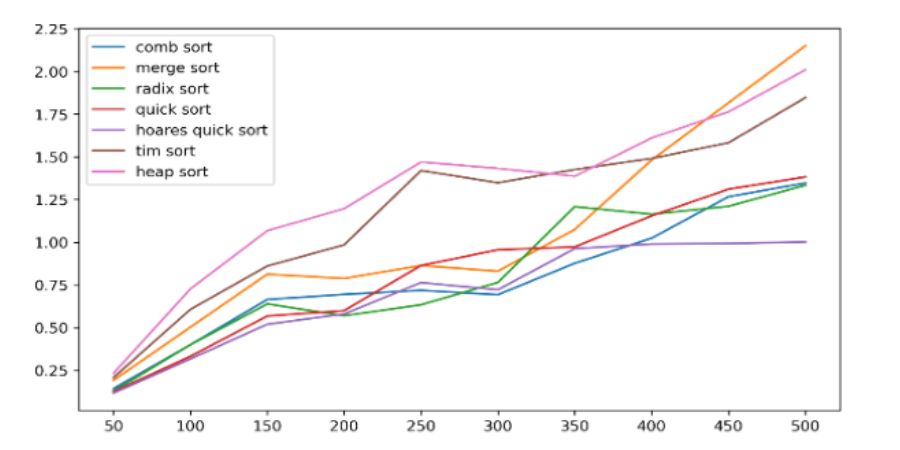 2.25
2.00
1.75
1.50
1.25
1.00
0.75
0.50
0.25
comb sort
merge sort
radix sort
quick sort
hoares quick sort
tim sort
heap sort
50 100 150 200 250 300 350 400 450 500